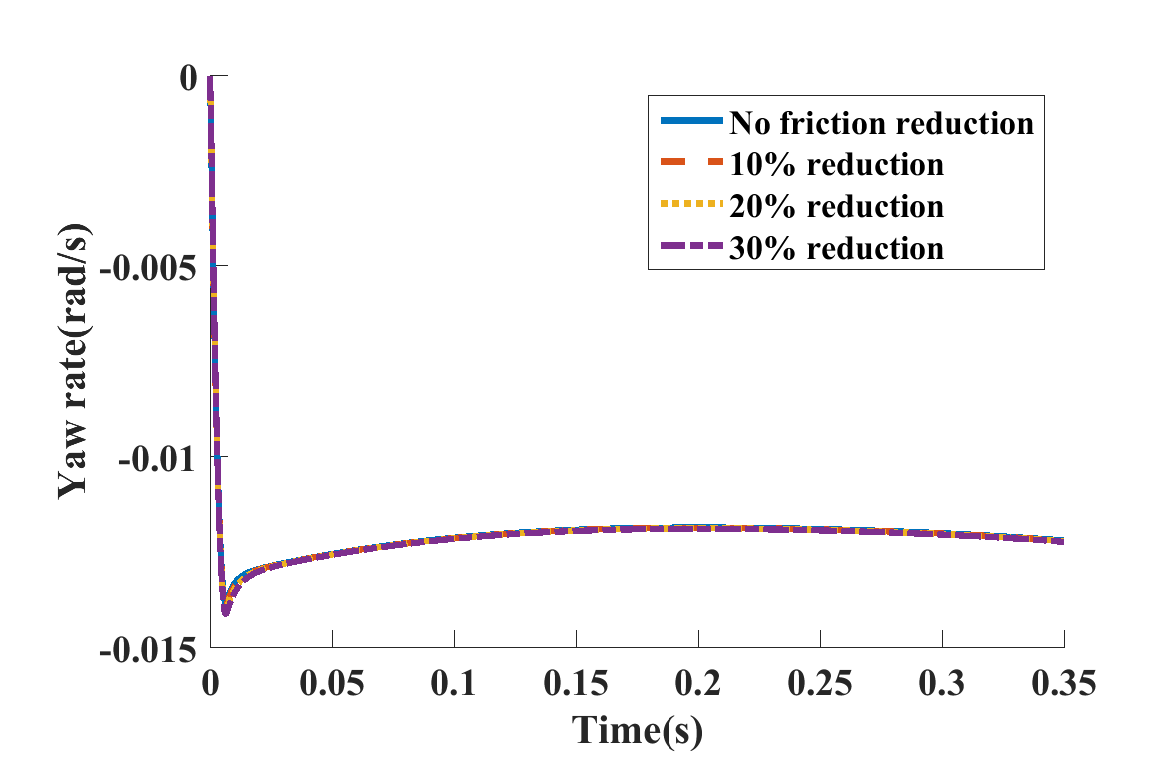 0
-0.005
-0.01
-0.015
Yaw rate(rad/s)
No friction reduction
10% reduction
20% reduction
30% reduction
0 0.05 0.1 0.15 0.2 0.25 0.3 0.35
Time(s)